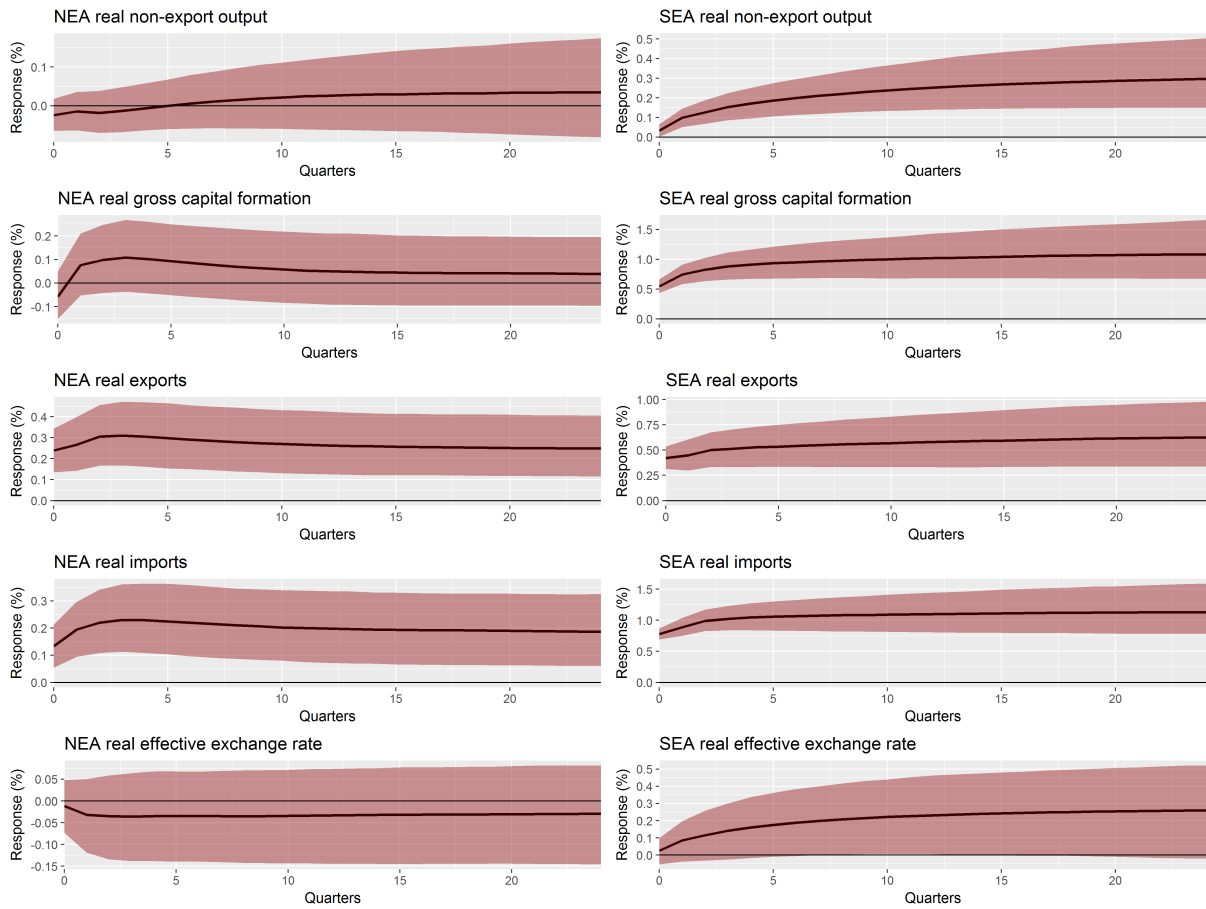 NEA real non-export output
Response (%)
0.1
0.0
0 5 10 15 20
Quarters
SEA real non-export output
Response (%)
0.5
0.4
0.3
0.2
0.1
0.0
0 5 10 15 20
Quarters
NEA real gross capital formation
Response (%)
0.2
0.1
0.0
-0.1
0 5 10 15 20
Quarters
SEA real gross capital formation
Response (%)
1.5
1.0
0.5
0.0
0 5 10 15 20
Quarters
NEA real exports
Response (%)
0.4
0.3
0.2
0.1
0.0
0 5 10 15 20
Quarters
SEA real exports
Response (%)
1.00
0.75
0.50
0.25
0.00
0 5 10 15 20
Quarters
NEA real imports
Response (%)
0.3
0.2
0.1
0.0
0 5 10 15 20
Quarters
SEA real imports
Response (%)
1.5
1.0
0.5
0.0
0 5 10 15 20
Quarters
NEA real effective exchange rate
Response (%)
0.05
0.00
-0.05
-0.10
-0.15
0 5 10 15 20
Quarters
SEA real effective exchange rate
Response (%)
0.5
0.4
0.3
0.2
0.1
0.0
0 5 10 15 20
Quarters